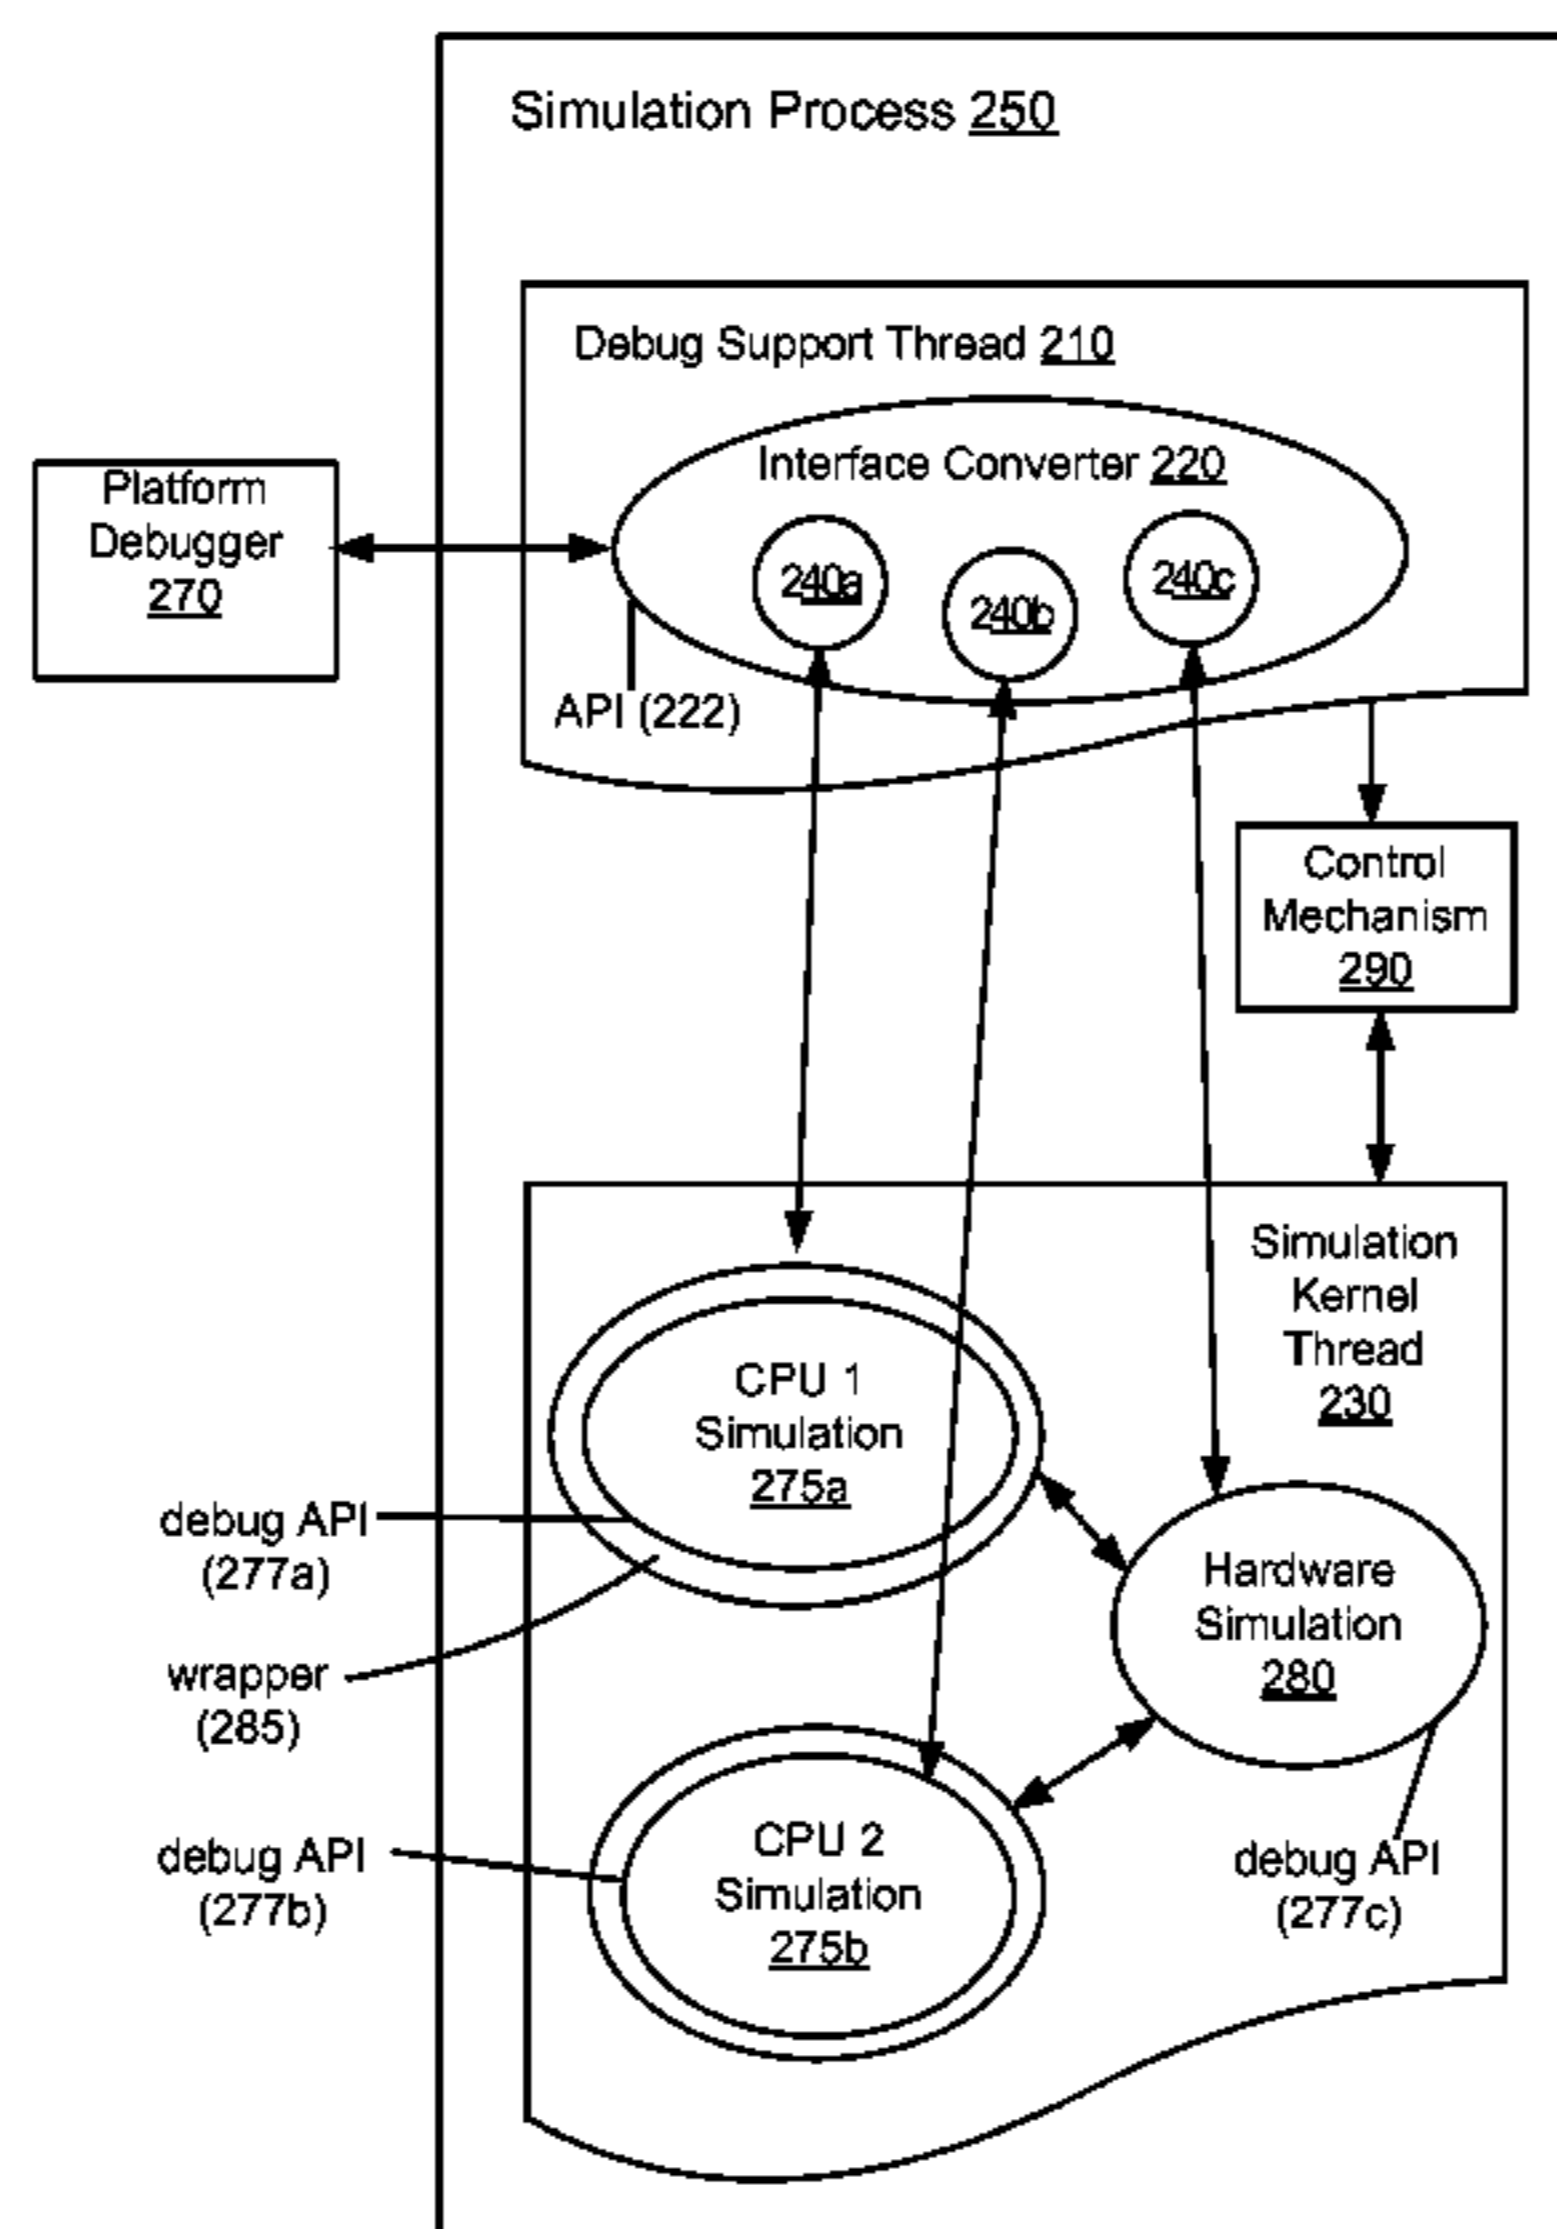 Simulation Process 250
Debug Support Thread 210
Interface Converter 220
Platform
Debugger
270
240a
240b
240c
API (222)
Control
Mechanism
290
Simulation
Kernel
Thread
230
CPU 1
Simulation
275a
debug API
(277a)
Hardware
Simulation
280
wrapper
(285)
CPU 2
Simulation
275b
debug API
(277b)
debug API
(277c)